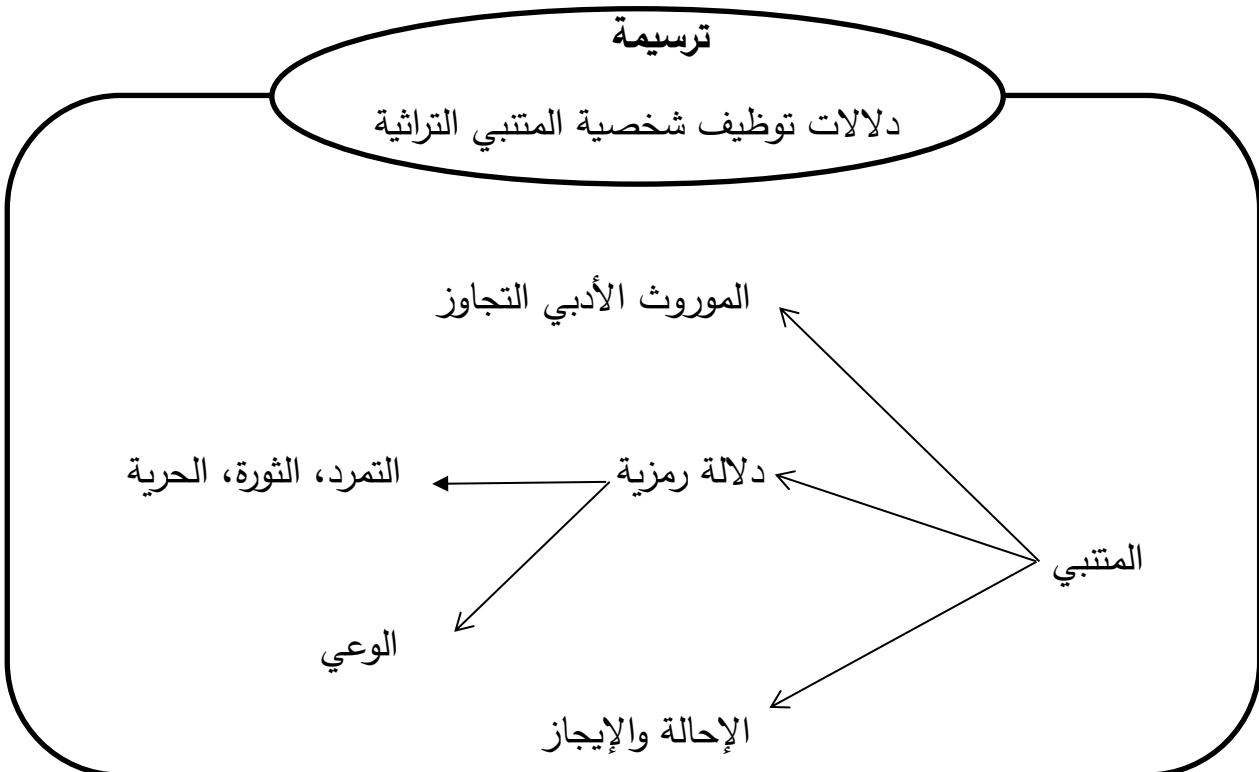 ترسيمة
دلالات توظيف شخصية المتنبي التراثية
الموروث الأدبي التجاوز
دلالة رمزية
التمرد، الثورة، الحرية
المتنبي
الوعي
الإحالة والإيجاز